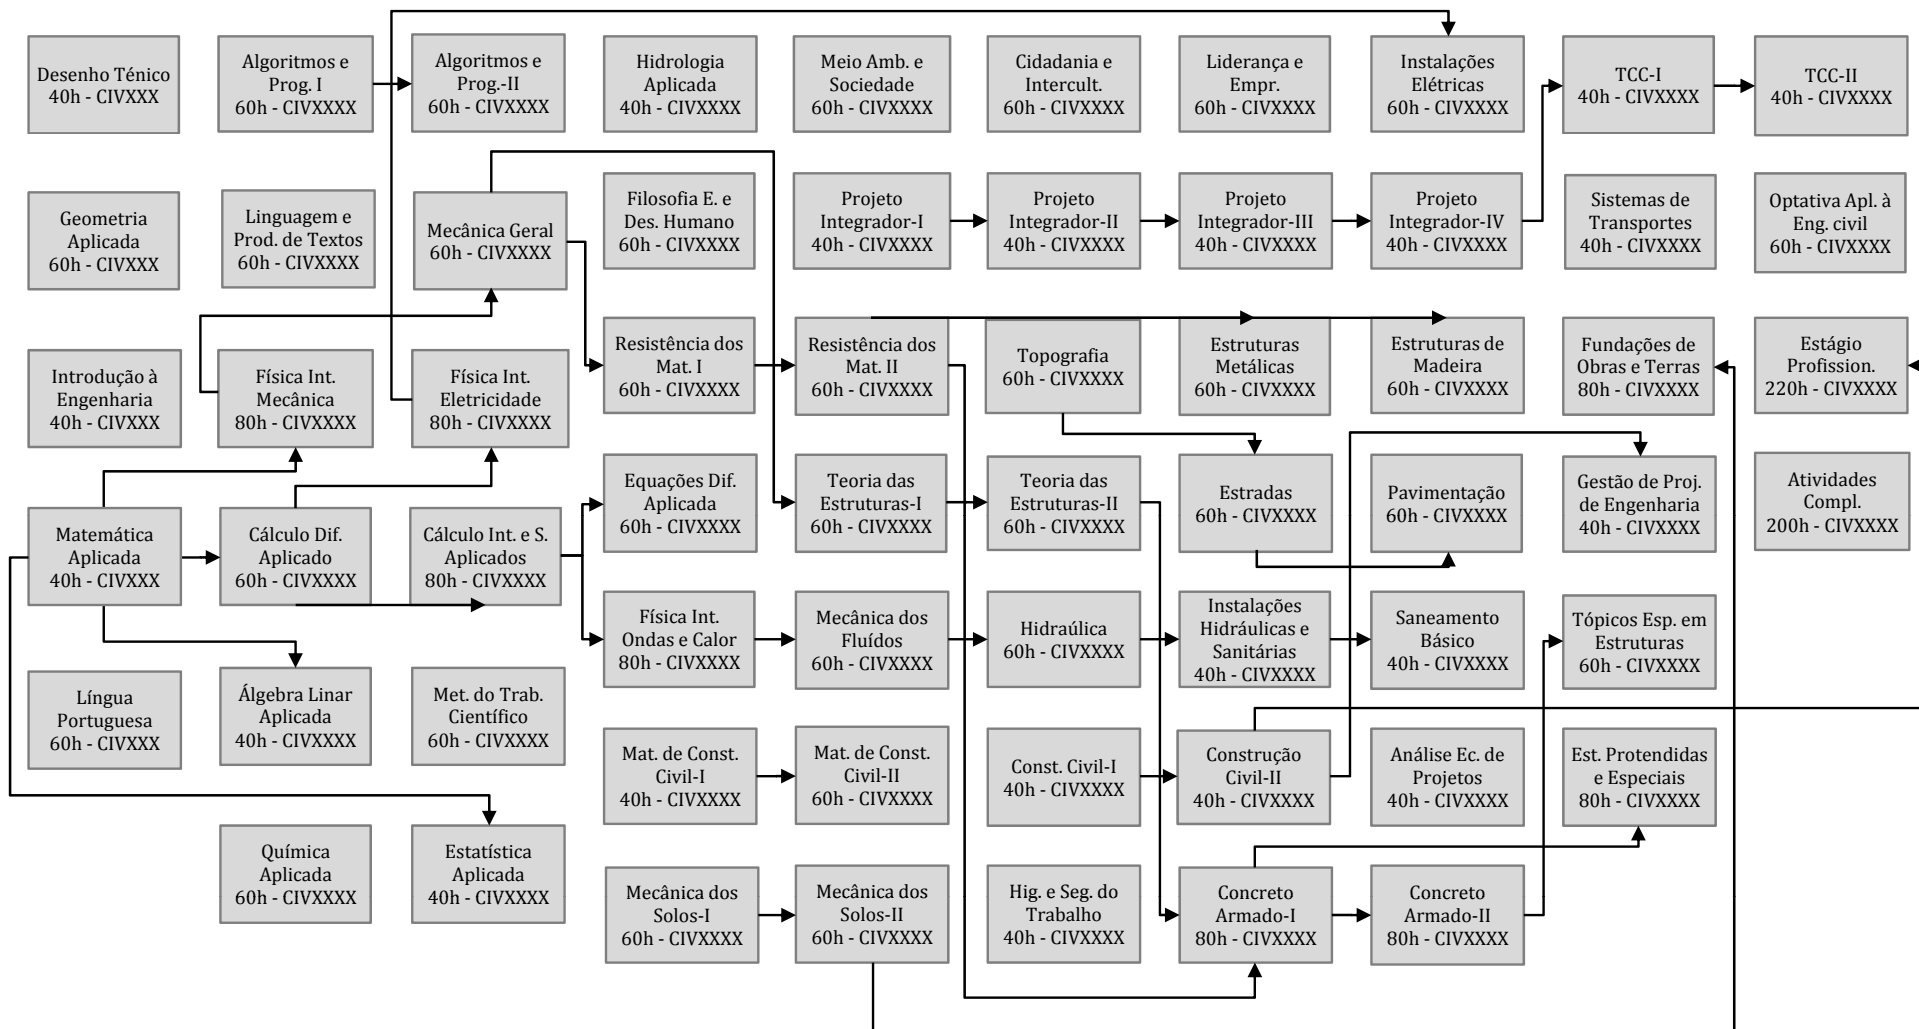 Desenho Ténico
40h - CIVXXX
Algoritmos e
Prog. I
60h - CIVXXXX
Algoritmos e
Prog.-II
60h - CIVXXXX
Hidrologia
Aplicada
40h - CIVXXXX
Meio Amb. e
Sociedade
60h - CIVXXXX
Cidadania e
Intercult.
60h - CIVXXXX
Liderança e
Empr.
60h - CIVXXXX
Instalações
Elétricas
60h - CIVXXXX
TCC-I
40h - CIVXXXX
TCC-II
40h - CIVXXXX
Geometria
Aplicada
60h - CIVXXX
Linguagem e
Prod. de Textos
60h - CIVXXXX
Mecânica Geral
60h - CIVXXXX
Filosofia E. e
Des. Humano
60h - CIVXXXX
Projeto
Integrador-I
40h - CIVXXXX
Projeto
Integrador-II
40h - CIVXXXX
Projeto
Integrador-III
40h - CIVXXXX
Projeto
Integrador-IV
40h - CIVXXXX
Sistemas de
Transportes
40h - CIVXXXX
Optativa Apl. à
Eng. civil
60h - CIVXXXX
Introdução à
Engenharia
40h - CIVXXX
Física Int.
Mecânica
80h - CIVXXXX
Física Int.
Eletricidade
80h - CIVXXXX
Resistência dos
Mat. I
60h - CIVXXXX
Resistência dos
Mat. II
60h - CIVXXXX
Topografia
60h - CIVXXXX
Estruturas
Metálicas
60h - CIVXXXX
Estruturas de
Madeira
60h - CIVXXXX
Fundações de
Obras e Terras
80h - CIVXXXX
Estágio
Profission.
220h - CIVXXXX
Matemática
Aplicada
40h - CIVXXX
Cálculo Dif.
Aplicado
60h - CIVXXXX
Cálculo Int. e S.
Aplicados
80h - CIVXXXX
Equações Dif.
Aplicada
60h - CIVXXXX
Teoria das
Estruturas-I
60h - CIVXXXX
Teoria das
Estruturas-II
60h - CIVXXXX
Estradas
60h - CIVXXXX
Pavimentação
60h - CIVXXXX
Gestão de Proj.
de Engenharia
40h - CIVXXXX
Atividades
Compl.
200h - CIVXXXX
Física Int.
Ondas e Calor
80h - CIVXXXX
Mecânica dos
Fluídos
60h - CIVXXXX
Hidraúlica
60h - CIVXXXX
Instalações
Hidráulicas e
Sanitárias
40h - CIVXXXX
Saneamento
Básico
40h - CIVXXXX
Tópicos Esp. em
Estruturas
60h - CIVXXXX
Língua
Portuguesa
60h - CIVXXX
Álgebra Linar
Aplicada
40h - CIVXXXX
Met. do Trab.
Científico
60h - CIVXXXX
Mat. de Const.
Civil-I
40h - CIVXXXX
Mat. de Const.
Civil-II
60h - CIVXXXX
Const. Civil-I
40h - CIVXXXX
Construção
Civil-II
40h - CIVXXXX
Análise Ec. de
Projetos
40h - CIVXXXX
Est. Protendidas
e Especiais
80h - CIVXXXX
Química
Aplicada
60h - CIVXXXX
Estatística
Aplicada
40h - CIVXXXX
Mecânica dos
Solos-I
60h - CIVXXXX
Mecânica dos
Solos-II
60h - CIVXXXX
Hig. e Seg. do
Trabalho
40h - CIVXXXX
Concreto
Armado-I
80h - CIVXXXX
Concreto
Armado-II
80h - CIVXXXX